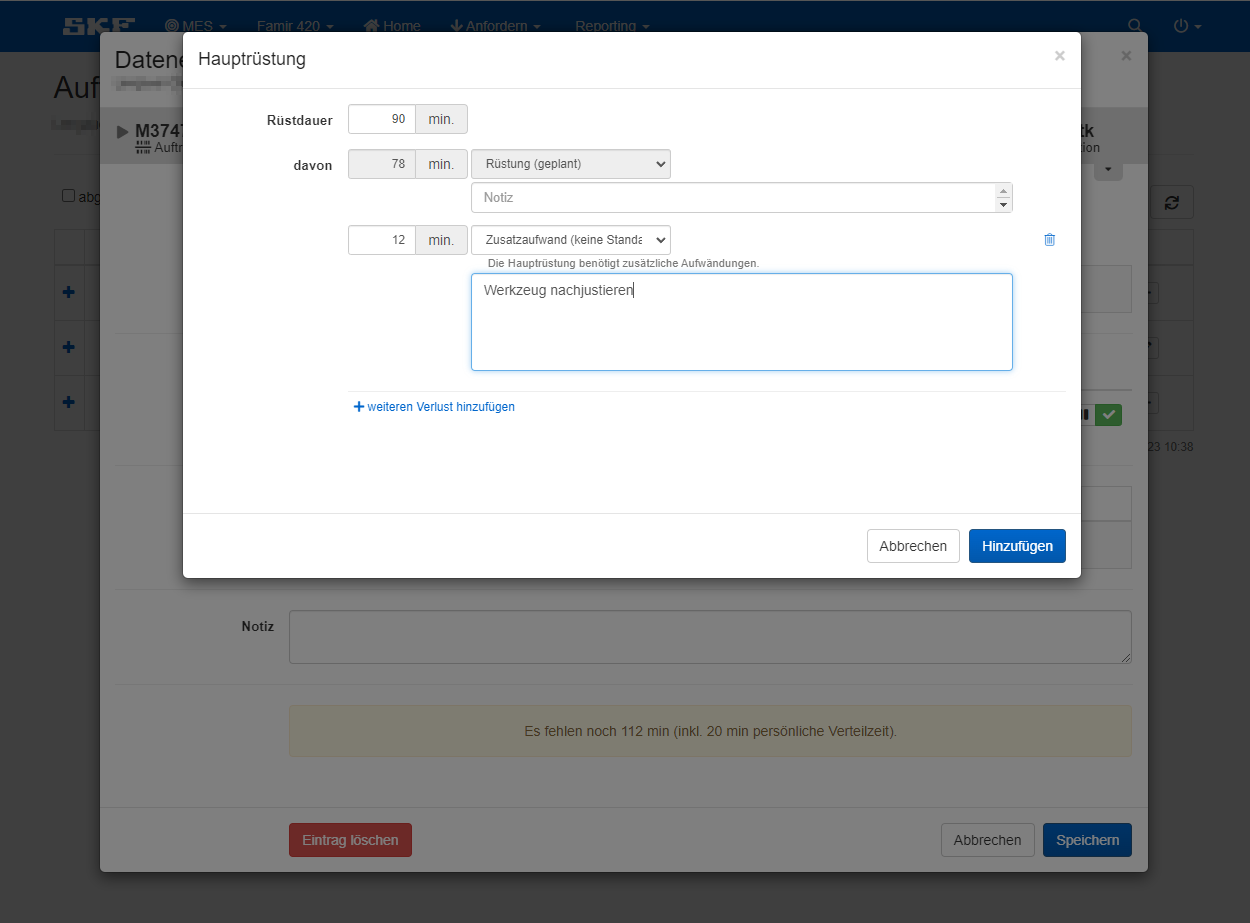 SKF MES Famir 420 Home Anfordern Reporting
Daten
Auf
Hauptrüstung
×
×
M374
Auftr
tk
tion
abg
Rüstdauer 90 min.
davon 78 min. Rüstung (geplant)
Notiz
12 min. Zusatzaufwand (keine Standa
Die Hauptrüstung benötigt zusätzliche Aufwändungen.
Werkzeug nachjustieren
weiteren Verlust hinzufügen
23 10:38
Abbrechen Hinzufügen
Notiz
Es fehlen noch 112 min (inkl. 20 min persönliche Verteilzeit).
Eintrag löschen Abbrechen Speichern